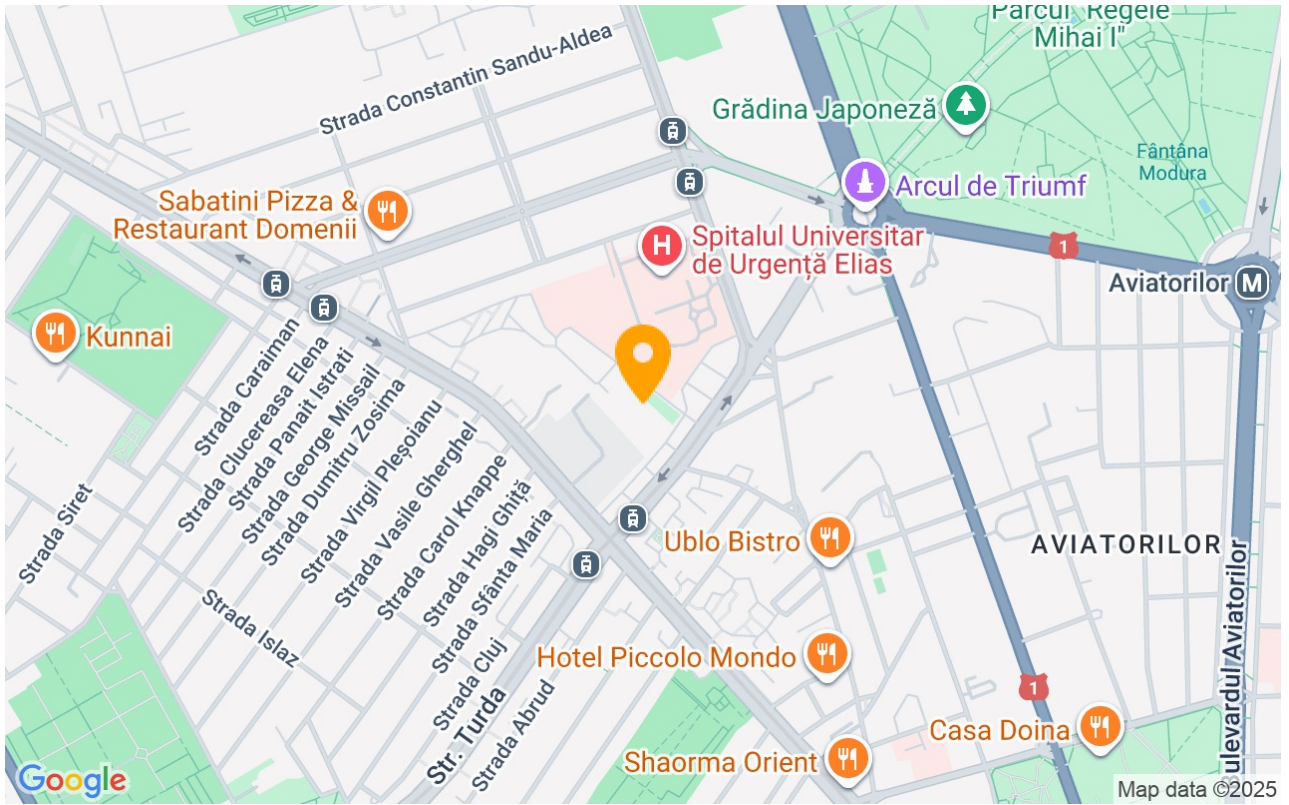 Parcul "Regele
Mihai I"
Strada Constantin Sandu-Aldea
Grădina Japoneză
Fântâna
Modura
Arcul de Triumf
Sabatini Pizza &
Restaurant Domenii
H
Spitalul Universitar
de Urgență Elias
1
Aviatorilor
M
Kunnai
Strada Caraiman
Strada Clucereasa Elena
Strada Panait Istrati
Strada George Missail
Strada Dumitru Zosima
Strada Virgil Pleșoianu
Strada Vasile Gherghel
Strada Carol Knappe
Strada Hagi Ghiță
Strada Sfânta Maria
Strada Siret
Strada Islaz
Strada Cluj
Str. Turda
Strada Abrud
Ublo Bistro
AVIATORILOR
Bulevardul Aviatorilor
Hotel Piccolo Mondo
1
Casa Doina
Shaorma Orient
Google
Map data ©2025